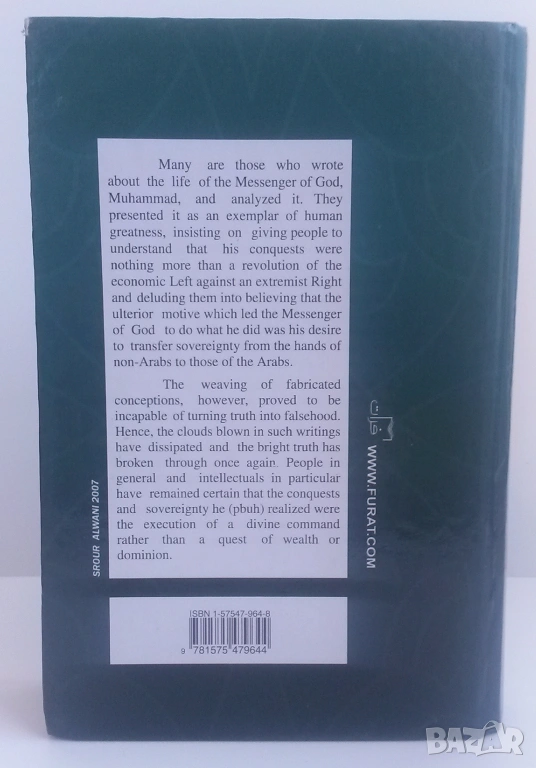 Many are those who wrote
about the life of the Messenger of God,
Muhammad, and analyzed it. They
presented it as an exemplar of human
greatness, insisting on giving people to
understand that his conquests were
nothing more than a revolution of the
economic Left against an extremist Right
and deluding them into believing that the
ulterior motive which led the Messenger
of God to do what he did was his desire
to transfer sovereignty from the hands of
non-Arabs to those of the Arabs.
The weaving of fabricated
conceptions, however, proved to be
incapable of turning truth into falsehood.
Hence, the clouds blown in such writings
have dissipated and the bright truth has
broken through once again. People in
general and intellectuals in particular
have remained certain that the conquests
and sovereignty he (pbuh) realized were
the execution of a divine command
rather than a quest of wealth or
dominion.
SROUR ALWANI 2007
فرات
WWW.FURAT.COM
ISBN 1-57547-964-8
9 781575 479644
BAZAR